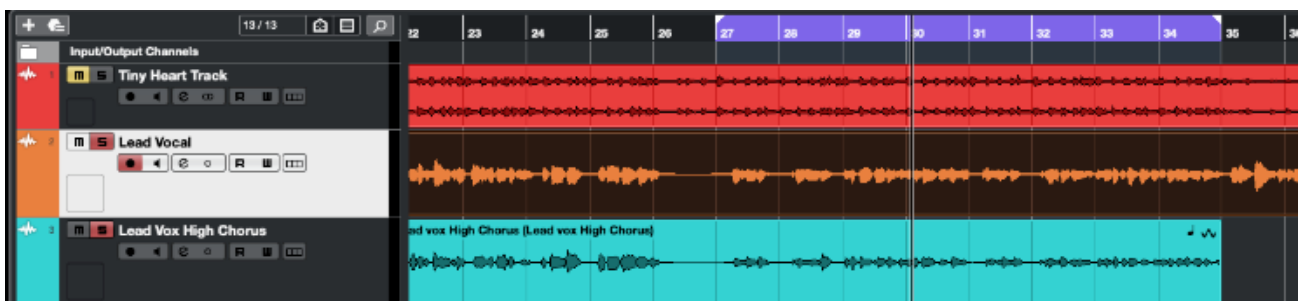 13 / 13
22 23 24 25 26 27 28 29 30 31 32 33 34 35
Input/Output Channels
1 m S Tiny Heart Track
e R W
2 m S Lead Vocal
e R W
3 m S Lead Vox High Chorus
ad vox High Chorus (Lead vox High Chorus)
e R W